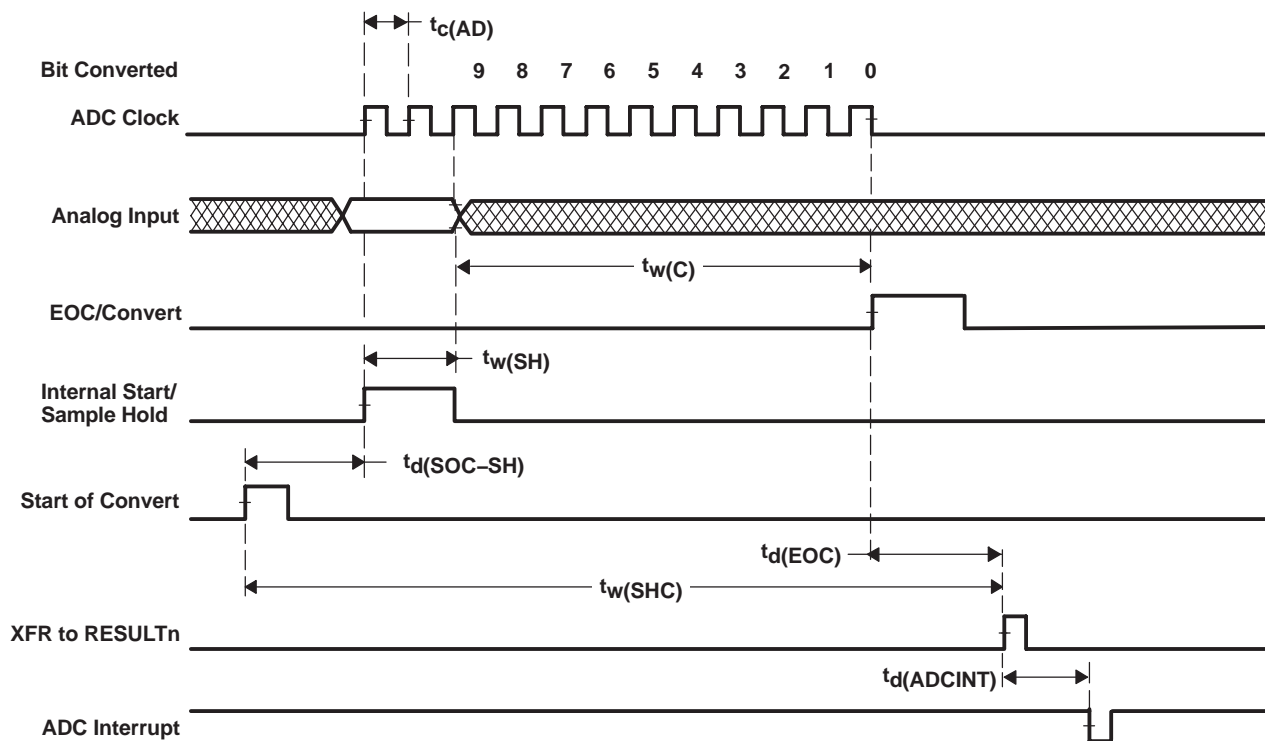 tc(AD)
Bit Converted 9 8 7 6 5 4 3 2 1 0
ADC Clock
Analog Input
tw(C)
EOC/Convert
tw(SH)
Internal Start/
Sample Hold
td(SOC–SH)
Start of Convert
td(EOC)
tw(SHC)
XFR to RESULTn
td(ADCINT)
ADC Interrupt